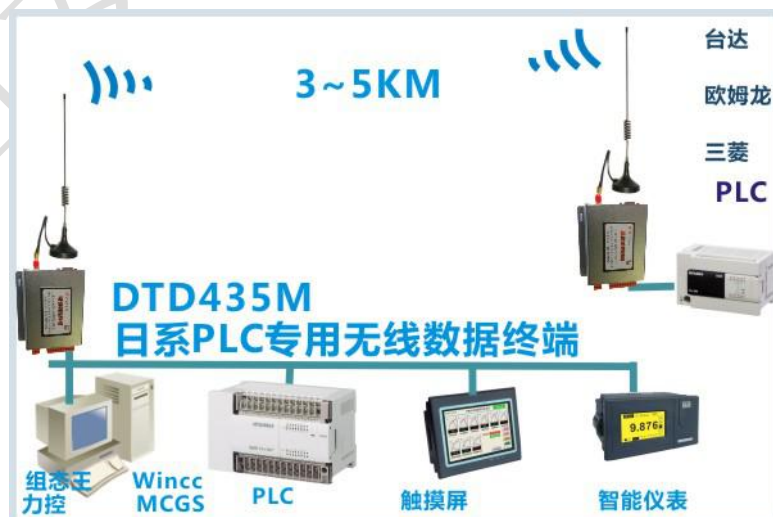 3~5KM
台达
欧姆龙
三菱
PLC
DTD435M
日系PLC专用无线数据终端
9.876
组态王
力控
Wincc
MCGS
PLC
触摸屏
智能仪表